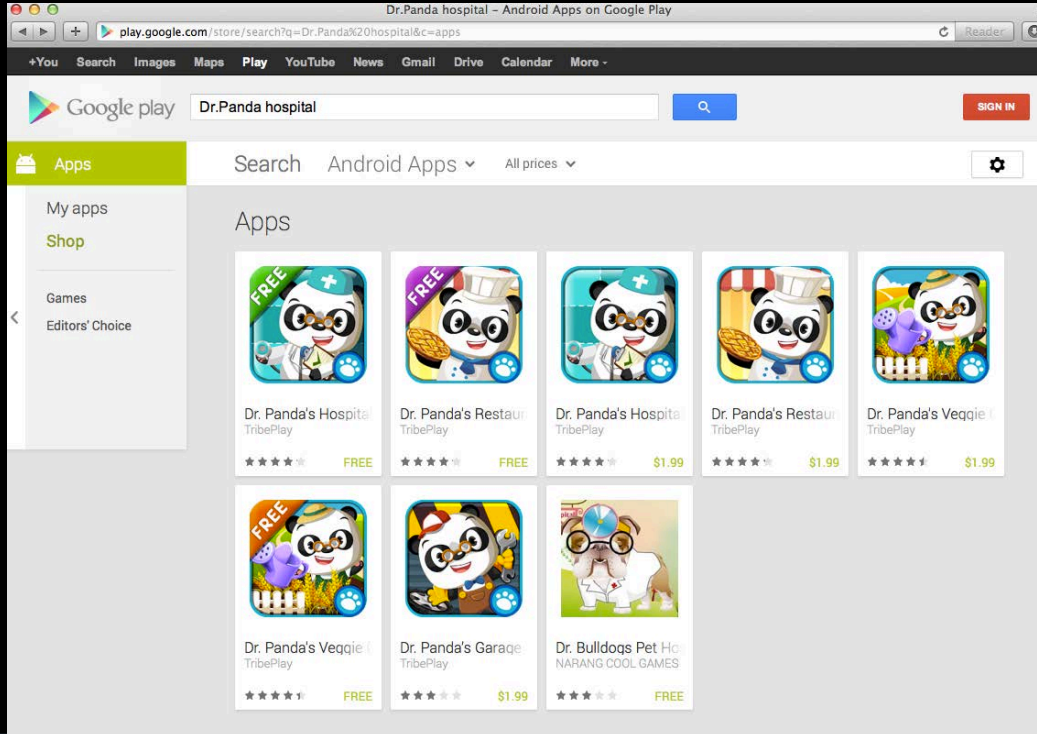 Dr.Panda hospital – Android Apps on Google Play
play.google.com/store/search?q=Dr.Panda%20hospital&c=apps
Reader
+You Search Images Maps Play YouTube News Gmail Drive Calendar More
Google play
Dr.Panda hospital
SIGN IN
Apps
Search Android Apps All prices
My apps
Shop
Games
Editors' Choice
Apps
FREE
FREE
Dr. Panda's Hospita Dr. Panda's Restaur Dr. Panda's Hospita Dr. Panda's Restaur Dr. Panda's Veggie
TribePlay TribePlay TribePlay TribePlay TribePlay
FREE FREE $1.99 $1.99 $1.99
FREE
Dr. Panda's Veggie Dr. Panda's Garage Dr. Bulldogs Pet Ho
TribePlay TribePlay NARANG COOL GAMES
FREE $1.99 FREE